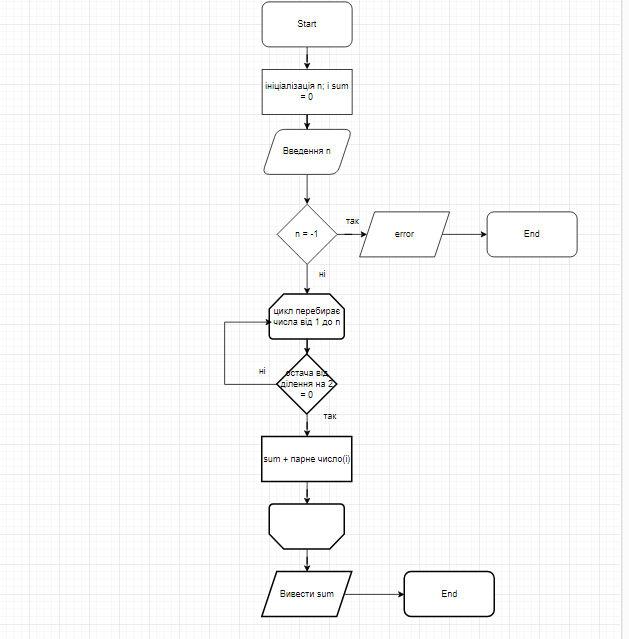 Start
ініціалізація n; i sum
= 0
Введення n
n = -1
так
error
End
ні
цикл перебирає
числа від 1 до n
ні
остача від
ділення на 2
= 0
так
sum + парне число(i)
Вивести sum
End